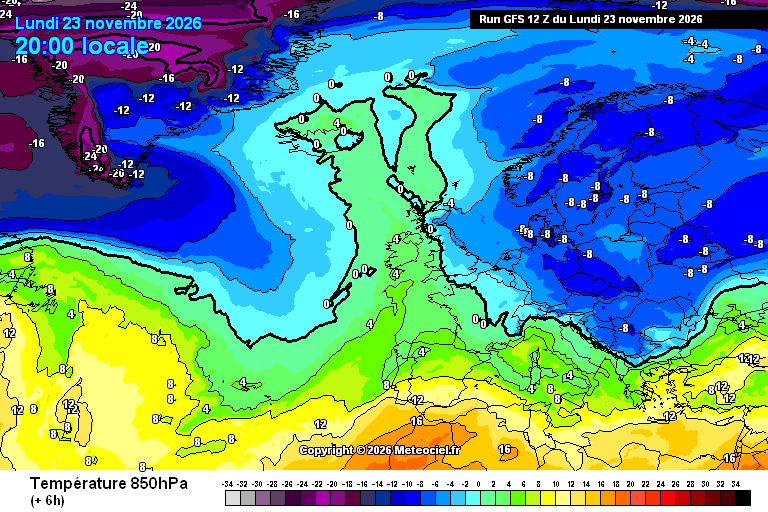 Lundi 23 novembre 2026
20:00 locale
Run GFS 12 Z du Lundi 23 novembre 2026
Copyright © 2026 Meteociel.fr
Température 850hPa
(+ 6h)
-34 -32 -30 -28 -26 -24 -22 -20 -18 -16 -14 -12 -10 -8 -6 -4 -2 0 2 4 6 8 10 12 14 16 18 20 22 24 26 28 30 32 34